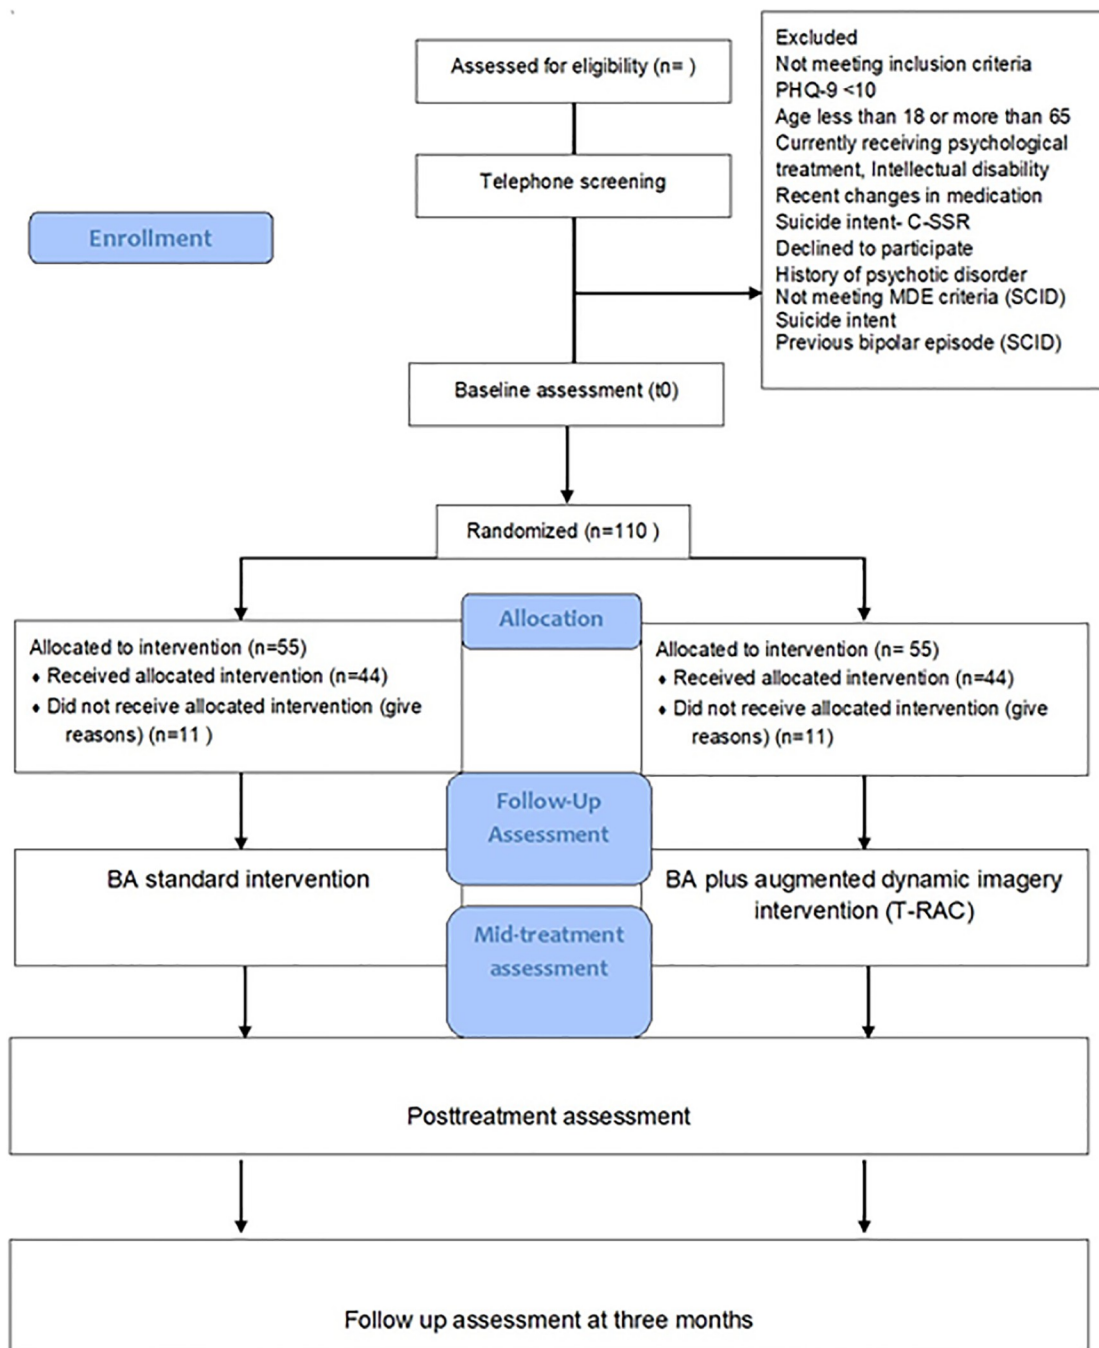 Assessed for eligibility (n= )
Telephone screening
Excluded
Not meeting inclusion criteria
PHQ-9 <10
Age less than 18 or more than 65
Currently receiving psychological
treatment, Intellectual disability
Recent changes in medication
Suicide intent- C-SSR
Declined to participate
History of psychotic disorder
Not meeting MDE criteria (SCID)
Suicide intent
Previous bipolar episode (SCID)
Enrollment
Baseline assessment (t0)
Randomized (n=110 )
Allocation
Allocated to intervention (n=55)
♦ Received allocated intervention (n=44)
♦ Did not receive allocated intervention (give
reasons) (n=11 )
Allocated to intervention (n= 55)
♦ Received allocated intervention (n=44)
♦ Did not receive allocated intervention (give
reasons) (n=11)
Follow-Up
Assessment
BA standard intervention
BA plus augmented dynamic imagery
intervention (T-RAC)
Mid-treatment
assessment
Posttreatment assessment
Follow up assessment at three months